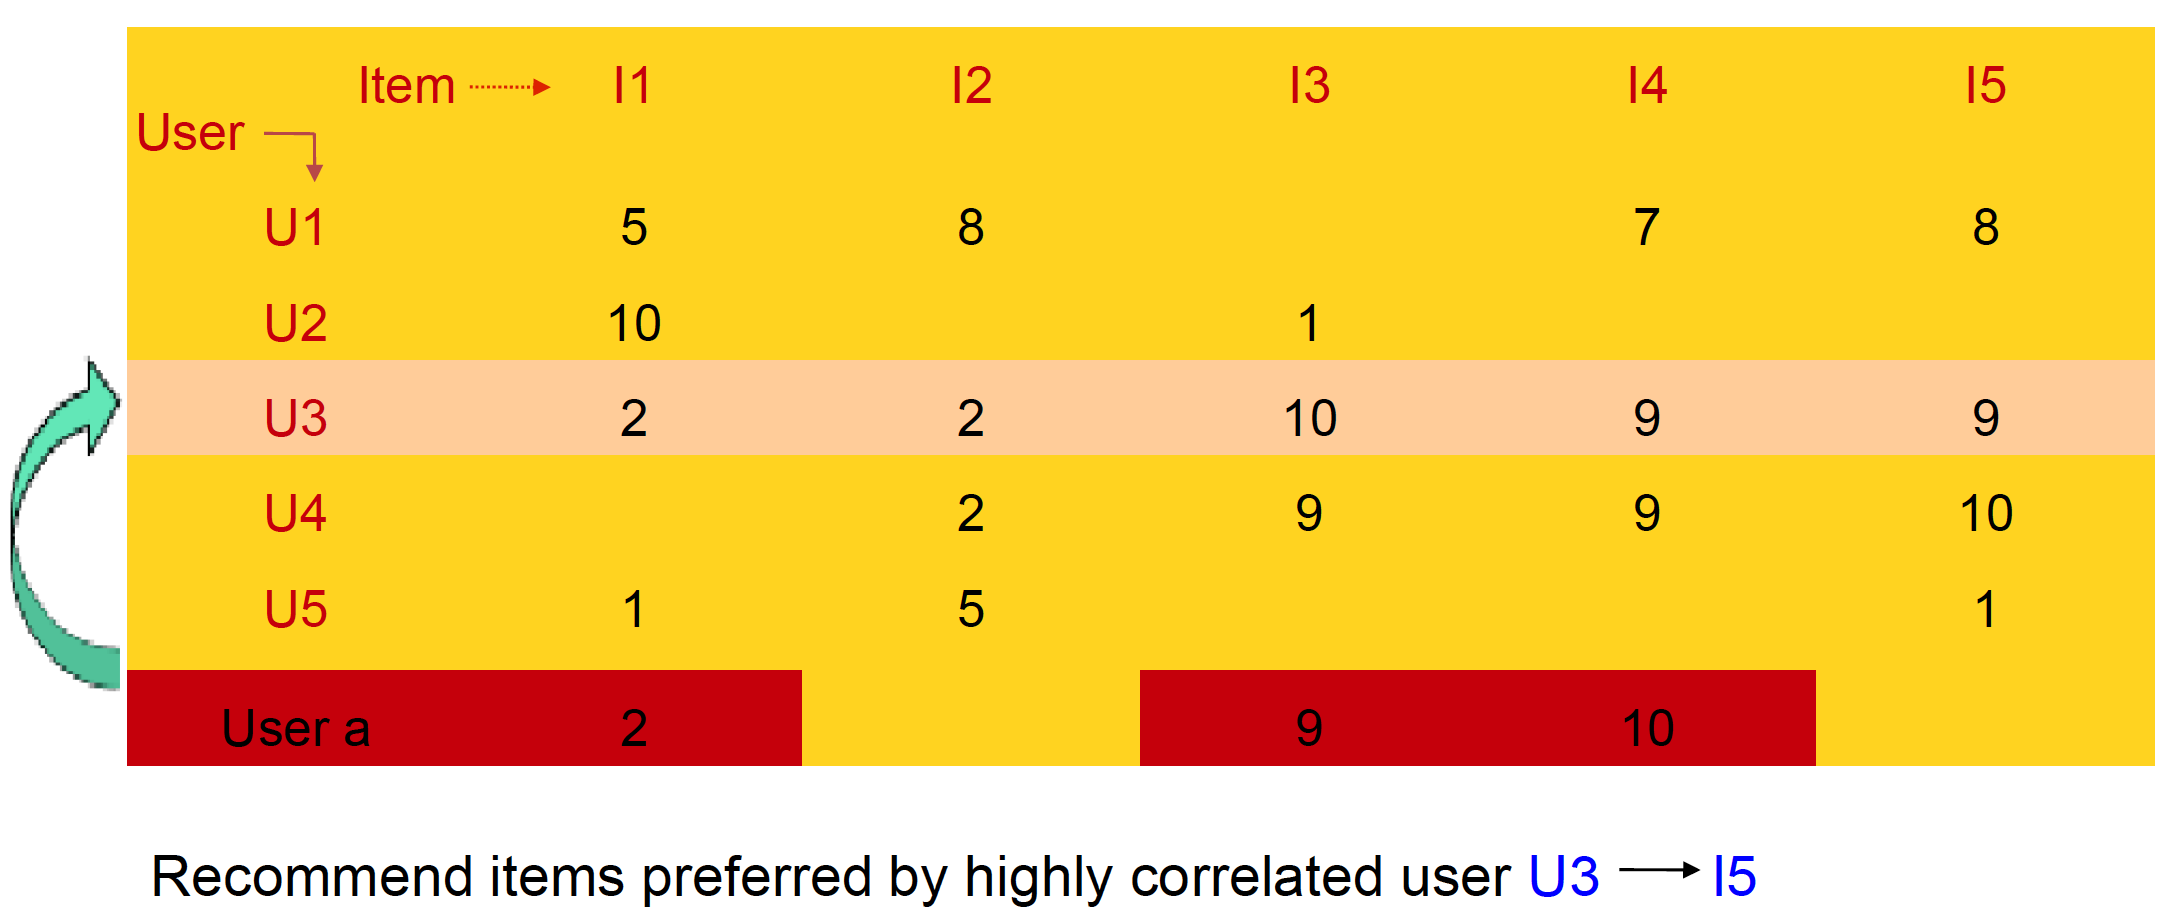 Item I1 I2 I3 I4 I5
User
U1 5 8 7 8
U2 10 1
U3 2 2 10 9 9
U4 2 9 9 10
U5 1 5 1
User a 2 9 10
Recommend items preferred by highly correlated user U3 → I5